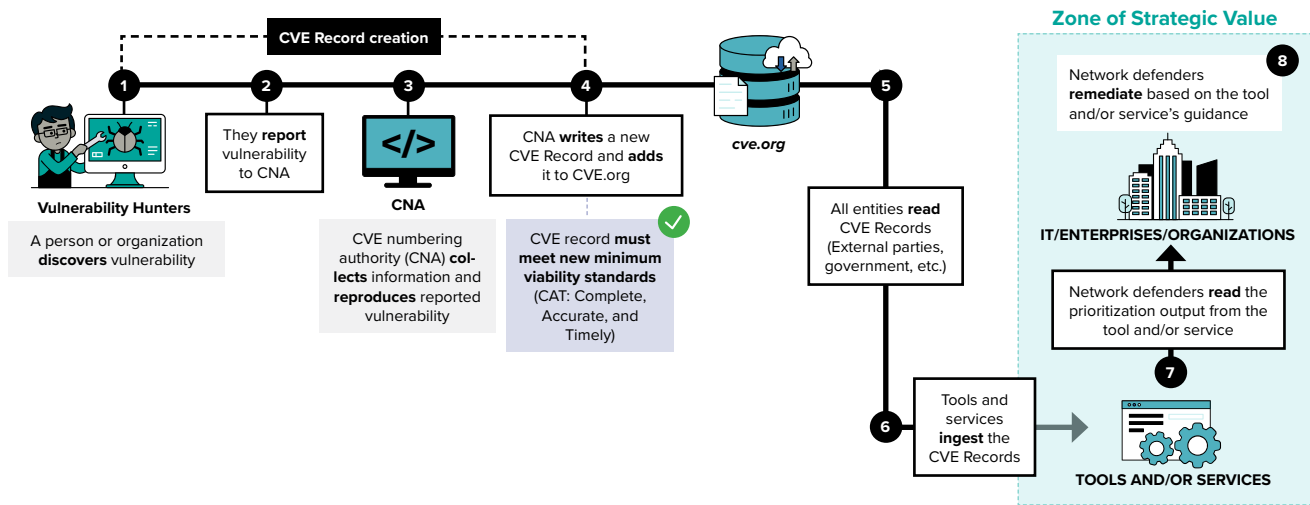 Zone of Strategic Value
CVE Record creation
1
2
3
4
5
8
Vulnerability Hunters
A person or organization
discovers vulnerability
They report
vulnerability
to CNA
</>
CNA
CVE numbering
authority (CNA) col-
lects information and
reproduces reported
vulnerability
CNA writes a new
CVE Record and adds
it to CVE.org
CVE record must
meet new minimum
viability standards
(CAT: Complete,
Accurate, and
Timely)
cve.org
All entities read
CVE Records
(External parties,
government, etc.)
6
Tools and
services
ingest the
CVE Records
TOOLS AND/OR SERVICES
7
Network defenders read the
prioritization output from the
tool and/or service
IT/ENTERPRISES/ORGANIZATIONS
Network defenders
remediate based on the tool
and/or service's guidance